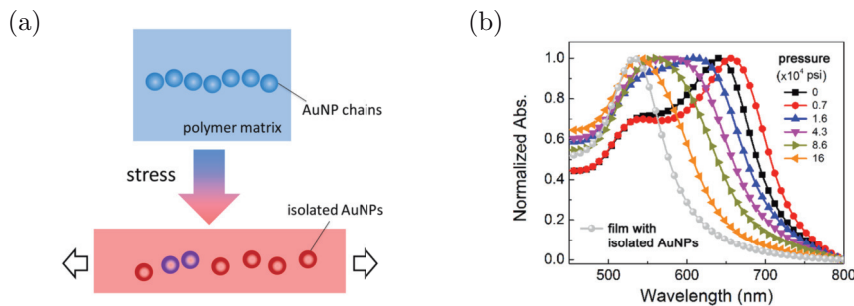 (a)
AuNP chains
polymer matrix
stress
isolated AuNPs
(b)
Normalized Abs.
1.0
0.8
0.6
0.4
0.2
0.0
pressure
(x10⁴ psi)
0
0.7
1.6
4.3
8.6
16
film with
isolated AuNPs
500 600 700 800
Wavelength (nm)